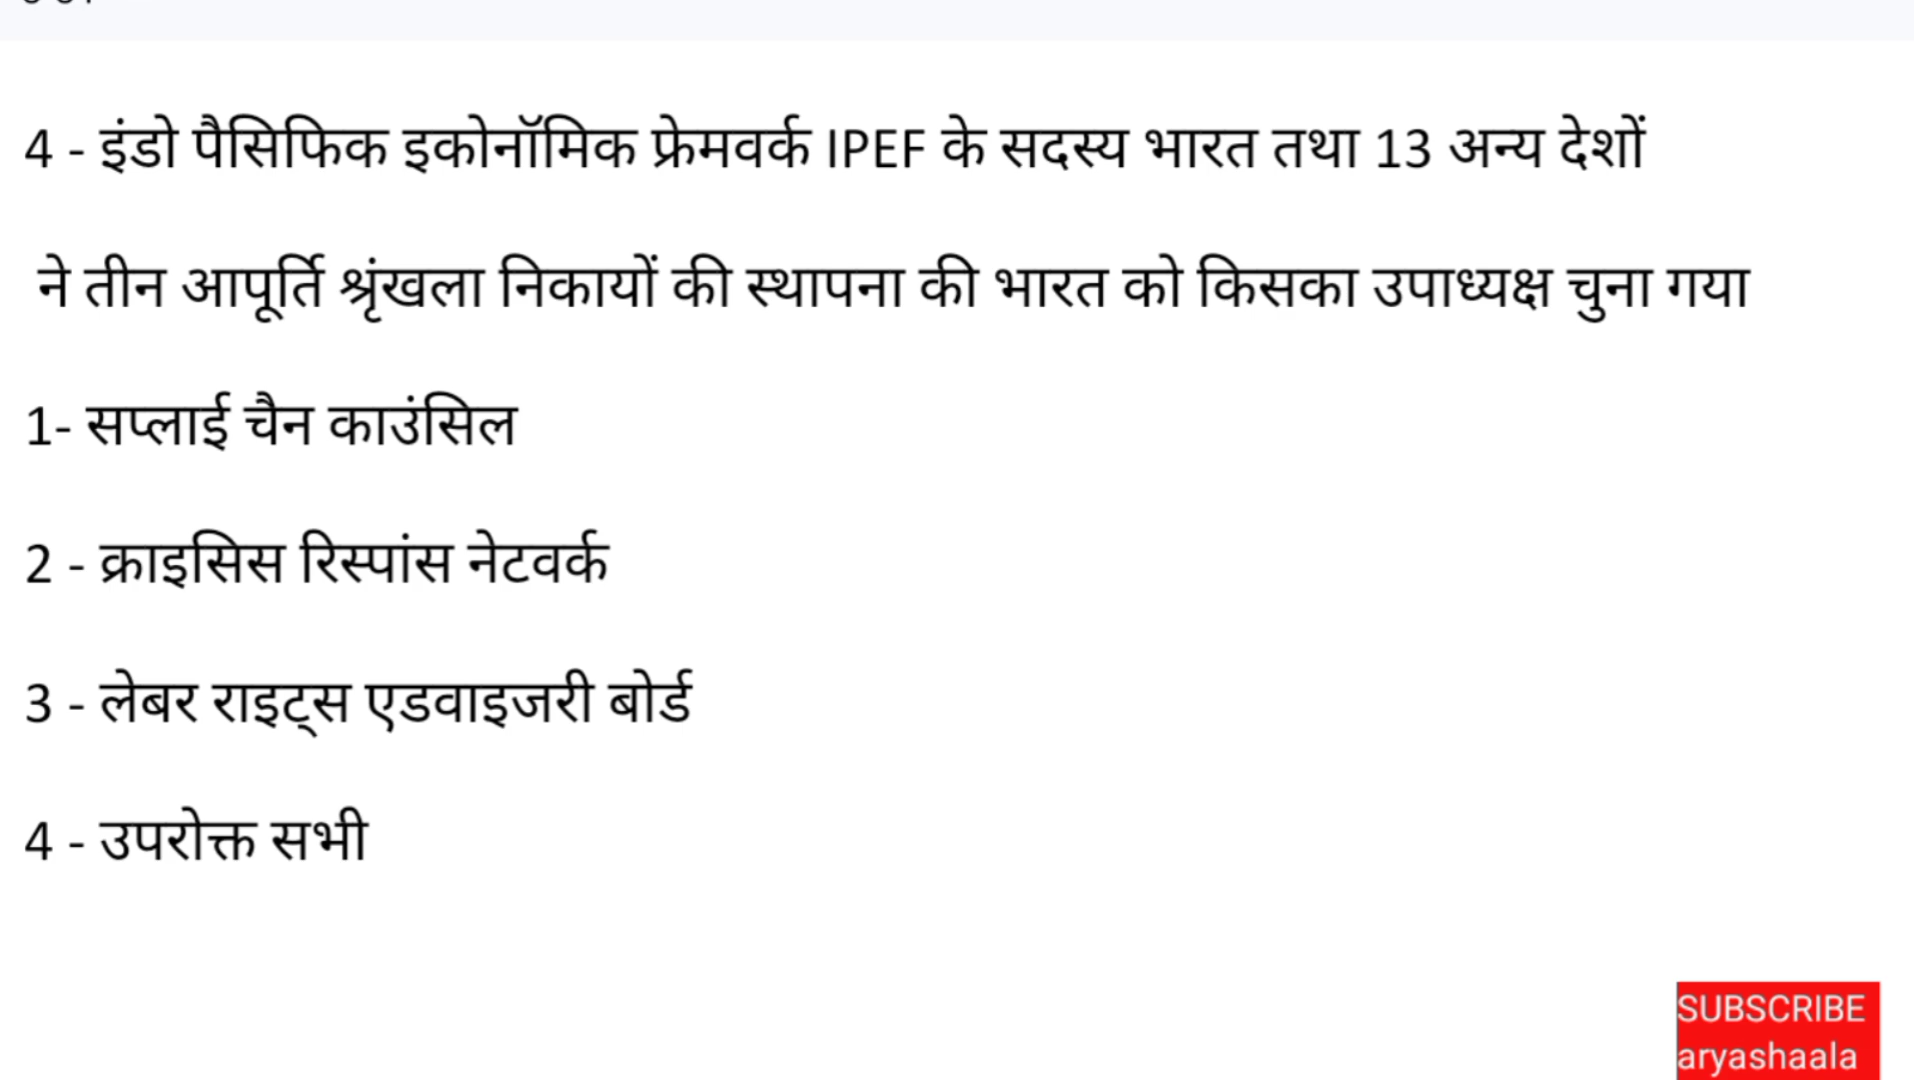 4 - इंडो पैसिफिक इकोनॉमिक फ्रेमवर्क IPEF के सदस्य भारत तथा 13 अन्य देशों
ने तीन आपूर्ति श्रृंखला निकायों की स्थापना की भारत को किसका उपाध्यक्ष चुना गया
1- सप्लाई चैन काउंसिल
2 - क्राइसिस रिस्पांस नेटवर्क
3 - लेबर राइट्स एडवाइजरी बोर्ड
4 - उपरोक्त सभी
SUBSCRIBE
aryashaala